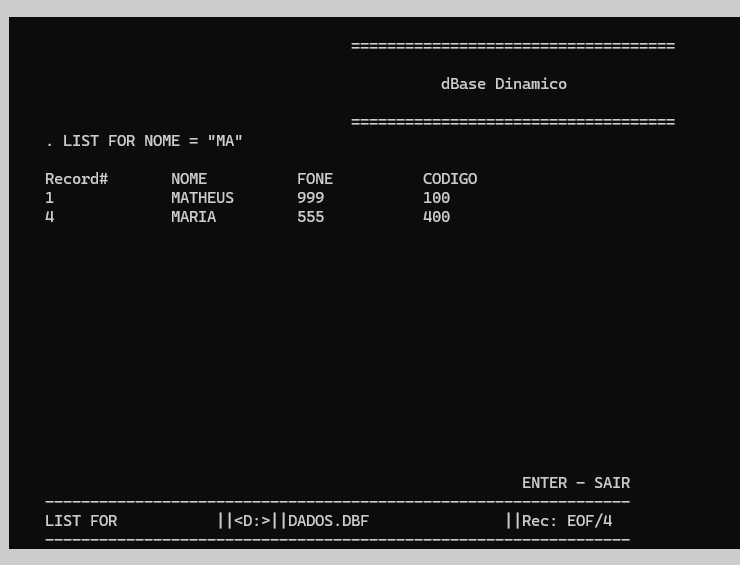 ====================================
dBase Dinamico
====================================
. LIST FOR NOME = "MA"
Record# NOME FONE CODIGO
1 MATHEUS 999 100
4 MARIA 555 400
ENTER - SAIR
-----------------------------------------------------------------
LIST FOR ||<D:>||DADOS.DBF ||Rec: EOF/4
-----------------------------------------------------------------